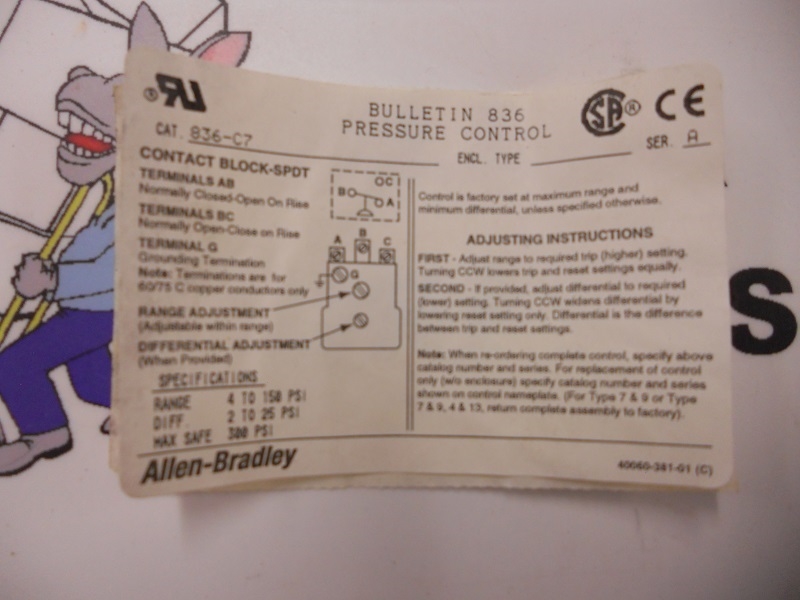 BULLETIN 836
PRESSURE CONTROL
CAT. 836-C7
ENCL. TYPE
SER. A
CONTACT BLOCK-SPDT
TERMINALS AB
Normally Closed-Open On Rise
TERMINALS BC
Normally Open-Close on Rise
TERMINAL G
Grounding Termination
Note: Terminations are for
60/75 C copper conductors only
RANGE ADJUSTMENT
(Adjustable within range)
DIFFERENTIAL ADJUSTMENT
(When Provided)
OC
BO
OA
B
A
C
G
SPECIFICATIONS
RANGE 4 TO 150 PSI
DIFF. 2 TO 25 PSI
MAX SAFE 300 PSI
Control is factory set at maximum range and
minimum differential, unless specified otherwise.
ADJUSTING INSTRUCTIONS
FIRST - Adjust range to required trip (higher) setting.
Turning CCW lowers trip and reset settings equally.
SECOND - If provided, adjust differential to required
(lower) setting. Turning CCW widens differential by
lowering reset setting only. Differential is the difference
between trip and reset settings.
Note: When re-ordering complete control, specify above
catalog number and series. For replacement of control
only (w/o enclosure) specify catalog number and series
shown on control nameplate. (For Type 7 & 9 or Type
7 & 9, 4 & 13, return complete assembly to factory).
Allen-Bradley
40060-381-01 (C)
SA
CE
S